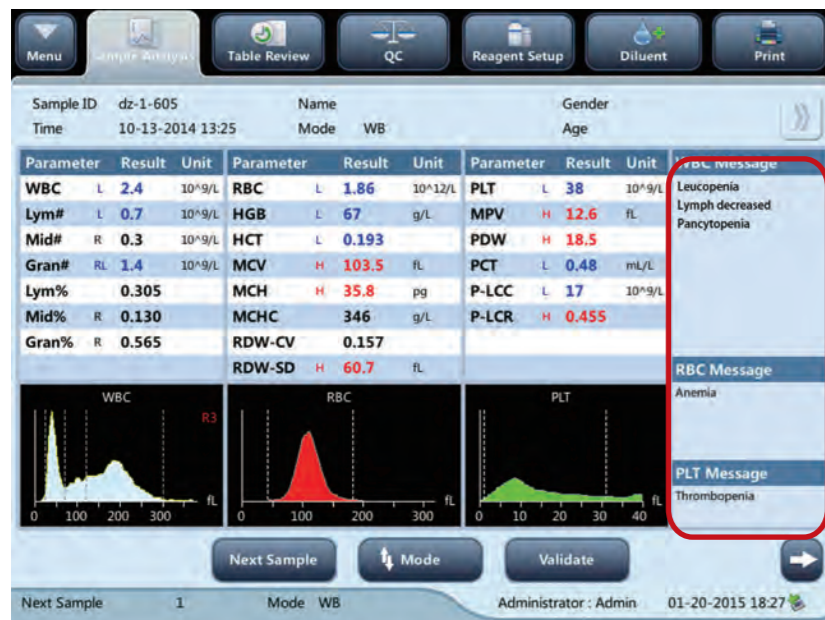 Menu Sample Analysis Table Review QC Reagent Setup Diluent Print
Sample ID dz-1-605 Name Gender
Time 10-13-2014 13:25 Mode WB Age
Parameter Result Unit Parameter Result Unit Parameter Result Unit WBC Message
WBC L 2.4 10^9/L RBC L 1.86 10^12/L PLT L 38 10^9/L Leucopenia
Lym# L 0.7 10^9/L HGB L 67 g/L MPV H 12.6 fL Lymph decreased
Mid# R 0.3 10^9/L HCT L 0.193 PDW H 18.5 Pancytopenia
Gran# RL 1.4 10^9/L MCV H 103.5 fL PCT L 0.48 mL/L
Lym% 0.305 MCH H 35.8 pg P-LCC L 17 10^9/L
Mid% R 0.130 MCHC 346 g/L P-LCR H 0.455
Gran% R 0.565 RDW-CV 0.157
RDW-SD H 60.7 fL RBC Message
WBC RBC PLT Anemia
R3
PLT Message
Thrombopenia
fL fL fL
0 100 200 300 0 100 200 300 0 10 20 30 40
Next Sample Mode Validate
Next Sample 1 Mode WB Administrator : Admin 01-20-2015 18:27